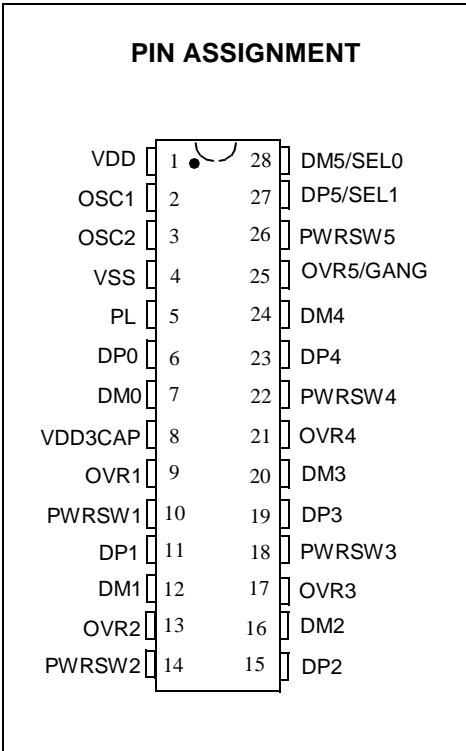 PIN ASSIGNMENT
VDD 1 28 DM5/SEL0
OSC1 2 27 DP5/SEL1
OSC2 3 26 PWRSW5
VSS 4 25 OVR5/GANG
PL 5 24 DM4
DP0 6 23 DP4
DM0 7 22 PWRSW4
VDD3CAP 8 21 OVR4
OVR1 9 20 DM3
PWRSW1 10 19 DP3
DP1 11 18 PWRSW3
DM1 12 17 OVR3
OVR2 13 16 DM2
PWRSW2 14 15 DP2